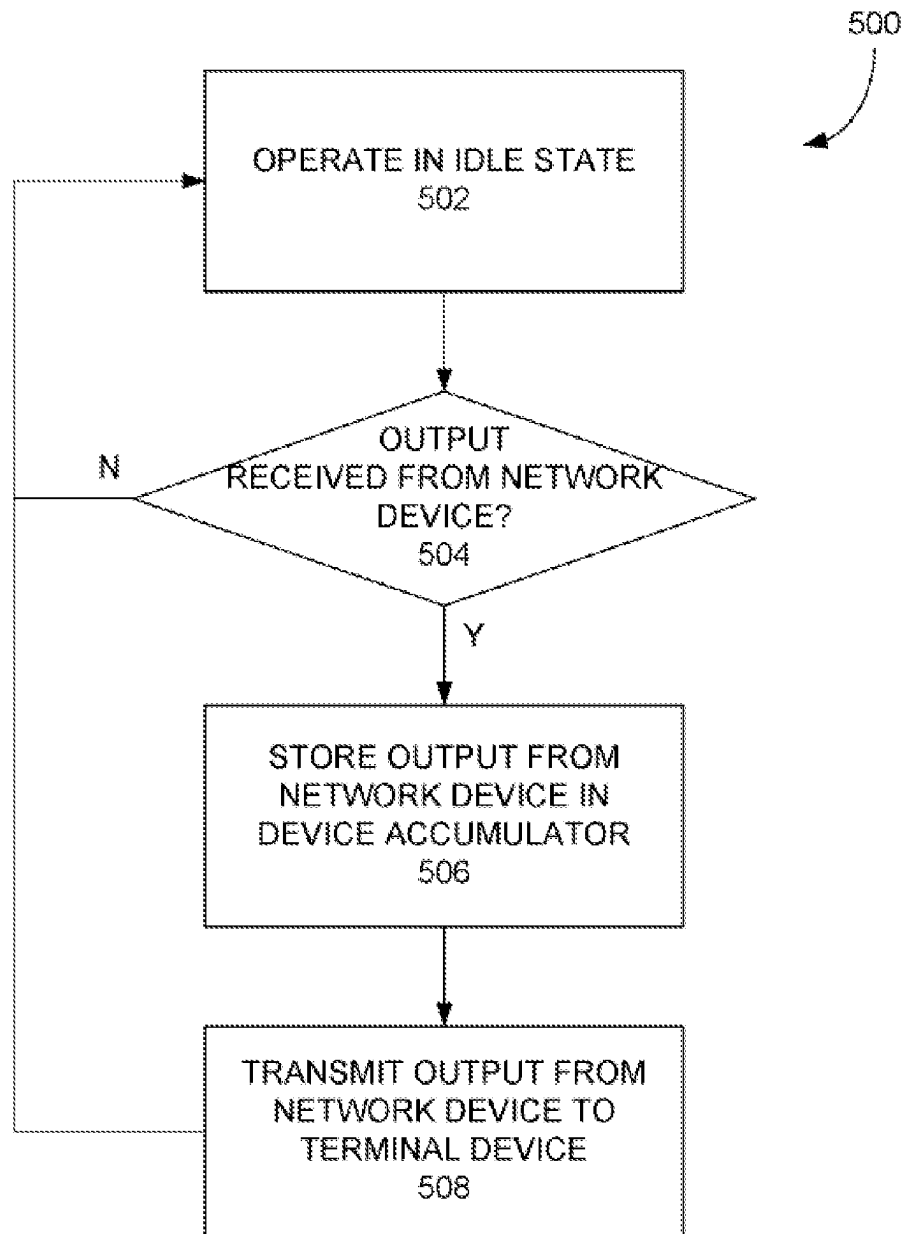 500
OPERATE IN IDLE STATE
502
OUTPUT
RECEIVED FROM NETWORK
DEVICE?
504
N
Y
STORE OUTPUT FROM
NETWORK DEVICE IN
DEVICE ACCUMULATOR
506
TRANSMIT OUTPUT FROM
NETWORK DEVICE TO
TERMINAL DEVICE
508